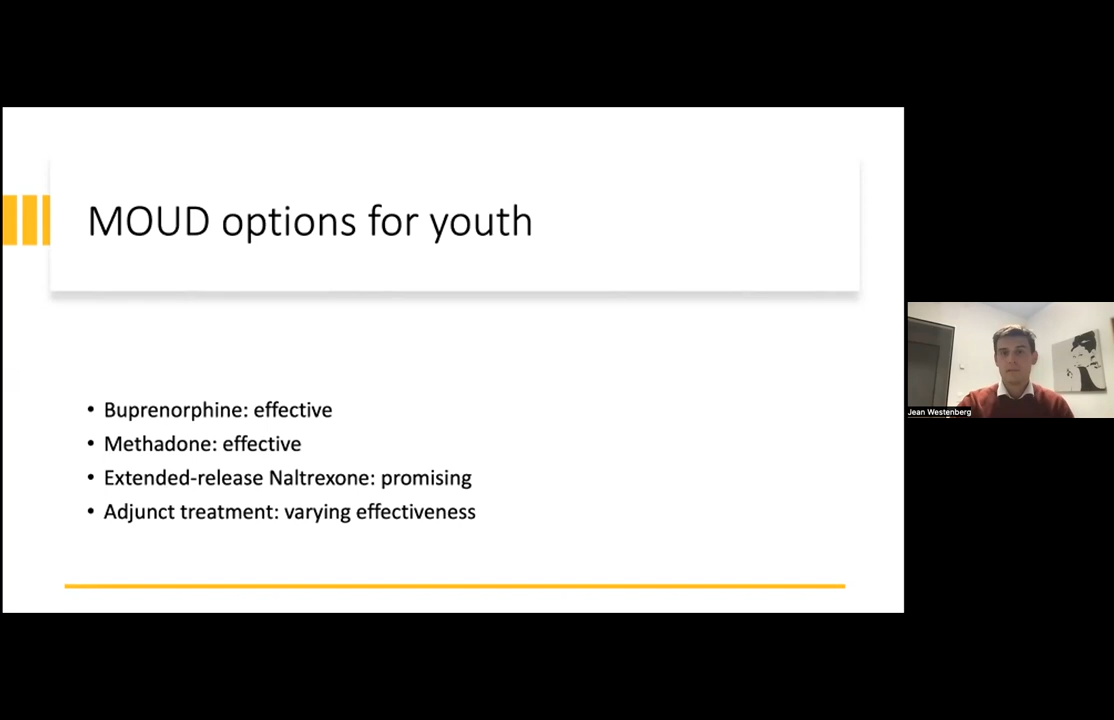 MOUD options for youth
• Buprenorphine: effective
• Methadone: effective
• Extended-release Naltrexone: promising
• Adjunct treatment: varying effectiveness
Jean Westenberg